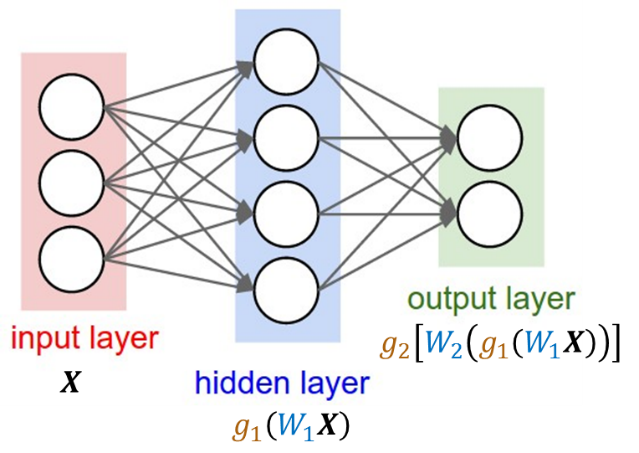 input layer
X
hidden layer
g₁(W₁X)
output layer
g₂[W₂(g₁(W₁X))]